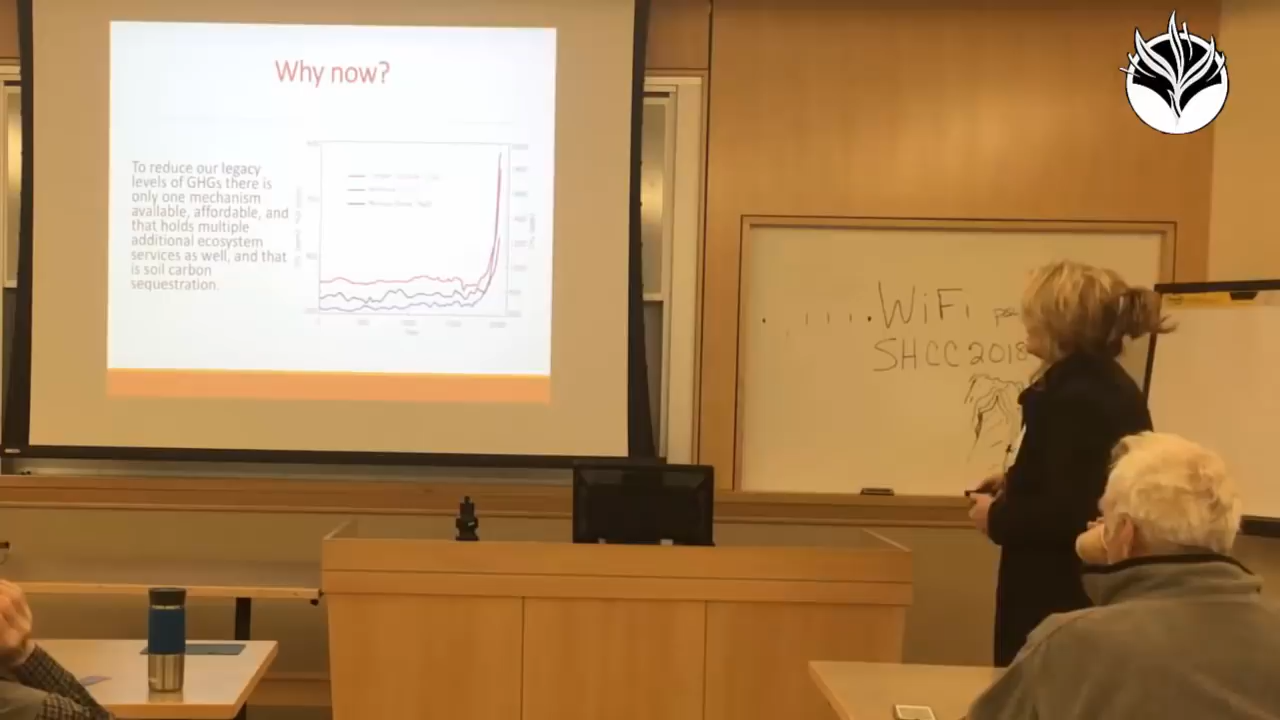 Why now?
To reduce our legacy
levels of GHGs there is
only one mechanism
available, affordable, and
that holds multiple
additional ecosystem
services as well, and that
is soil carbon
sequestration.
WiFi
SHCC2018